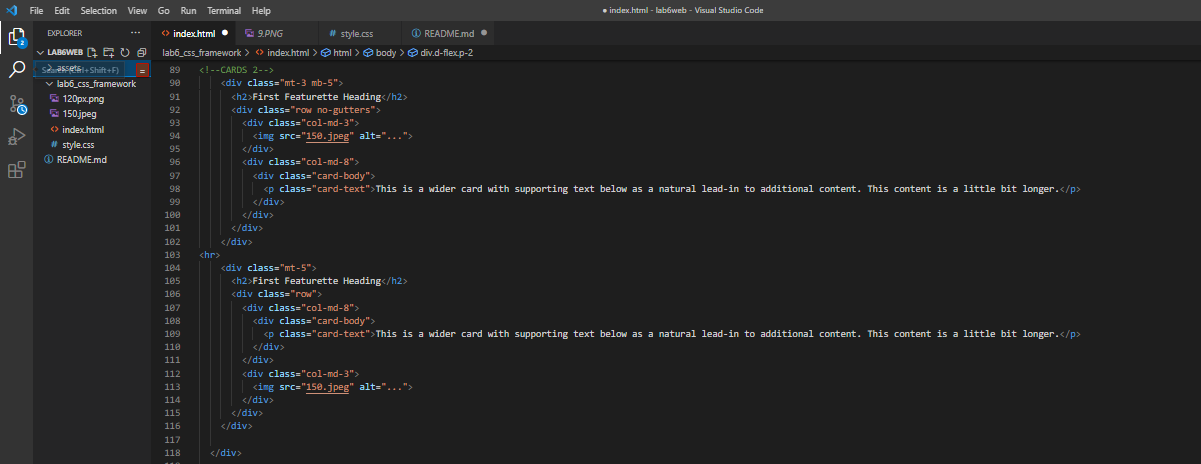 File Edit Selection View Go Run Terminal Help
● index.html - lab6web - Visual Studio Code
EXPLORER ···
index.html ●
9.PNG
style.css
README.md ●
LAB6WEB
lab6_css_framework > index.html > html > body > div.d-flex.p-2
Search (Ctrl+Shift+F)
assets
lab6_css_framework
120px.png
150.jpeg
index.html
style.css
README.md
2
89 <!--CARDS 2-->
90 <div class="mt-3 mb-5">
91 <h2>First Featurette Heading</h2>
92 <div class="row no-gutters">
93 <div class="col-md-3">
94 <img src="150.jpeg" alt="...">
95 </div>
96 <div class="col-md-8">
97 <div class="card-body">
98 <p class="card-text">This is a wider card with supporting text below as a natural lead-in to additional content. This content is a little bit longer.</p>
99 </div>
100 </div>
101 </div>
102 </div>
103 <hr>
104 <div class="mt-5">
105 <h2>First Featurette Heading</h2>
106 <div class="row">
107 <div class="col-md-8">
108 <div class="card-body">
109 <p class="card-text">This is a wider card with supporting text below as a natural lead-in to additional content. This content is a little bit longer.</p>
110 </div>
111 </div>
112 <div class="col-md-3">
113 <img src="150.jpeg" alt="...">
114 </div>
115 </div>
116 </div>
117
118 </div>